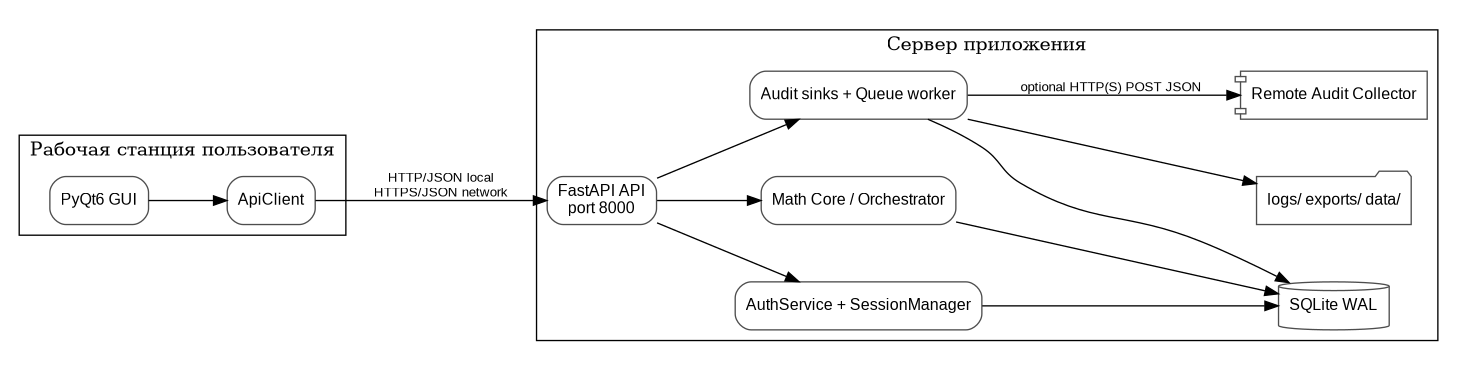 Рабочая станция пользователя
PyQt6 GUI
ApiClient
HTTP/JSON local
HTTPS/JSON network
Сервер приложения
FastAPI API
port 8000
Audit sinks + Queue worker
optional HTTP(S) POST JSON
Remote Audit Collector
Math Core / Orchestrator
logs/ exports/ data/
AuthService + SessionManager
SQLite WAL